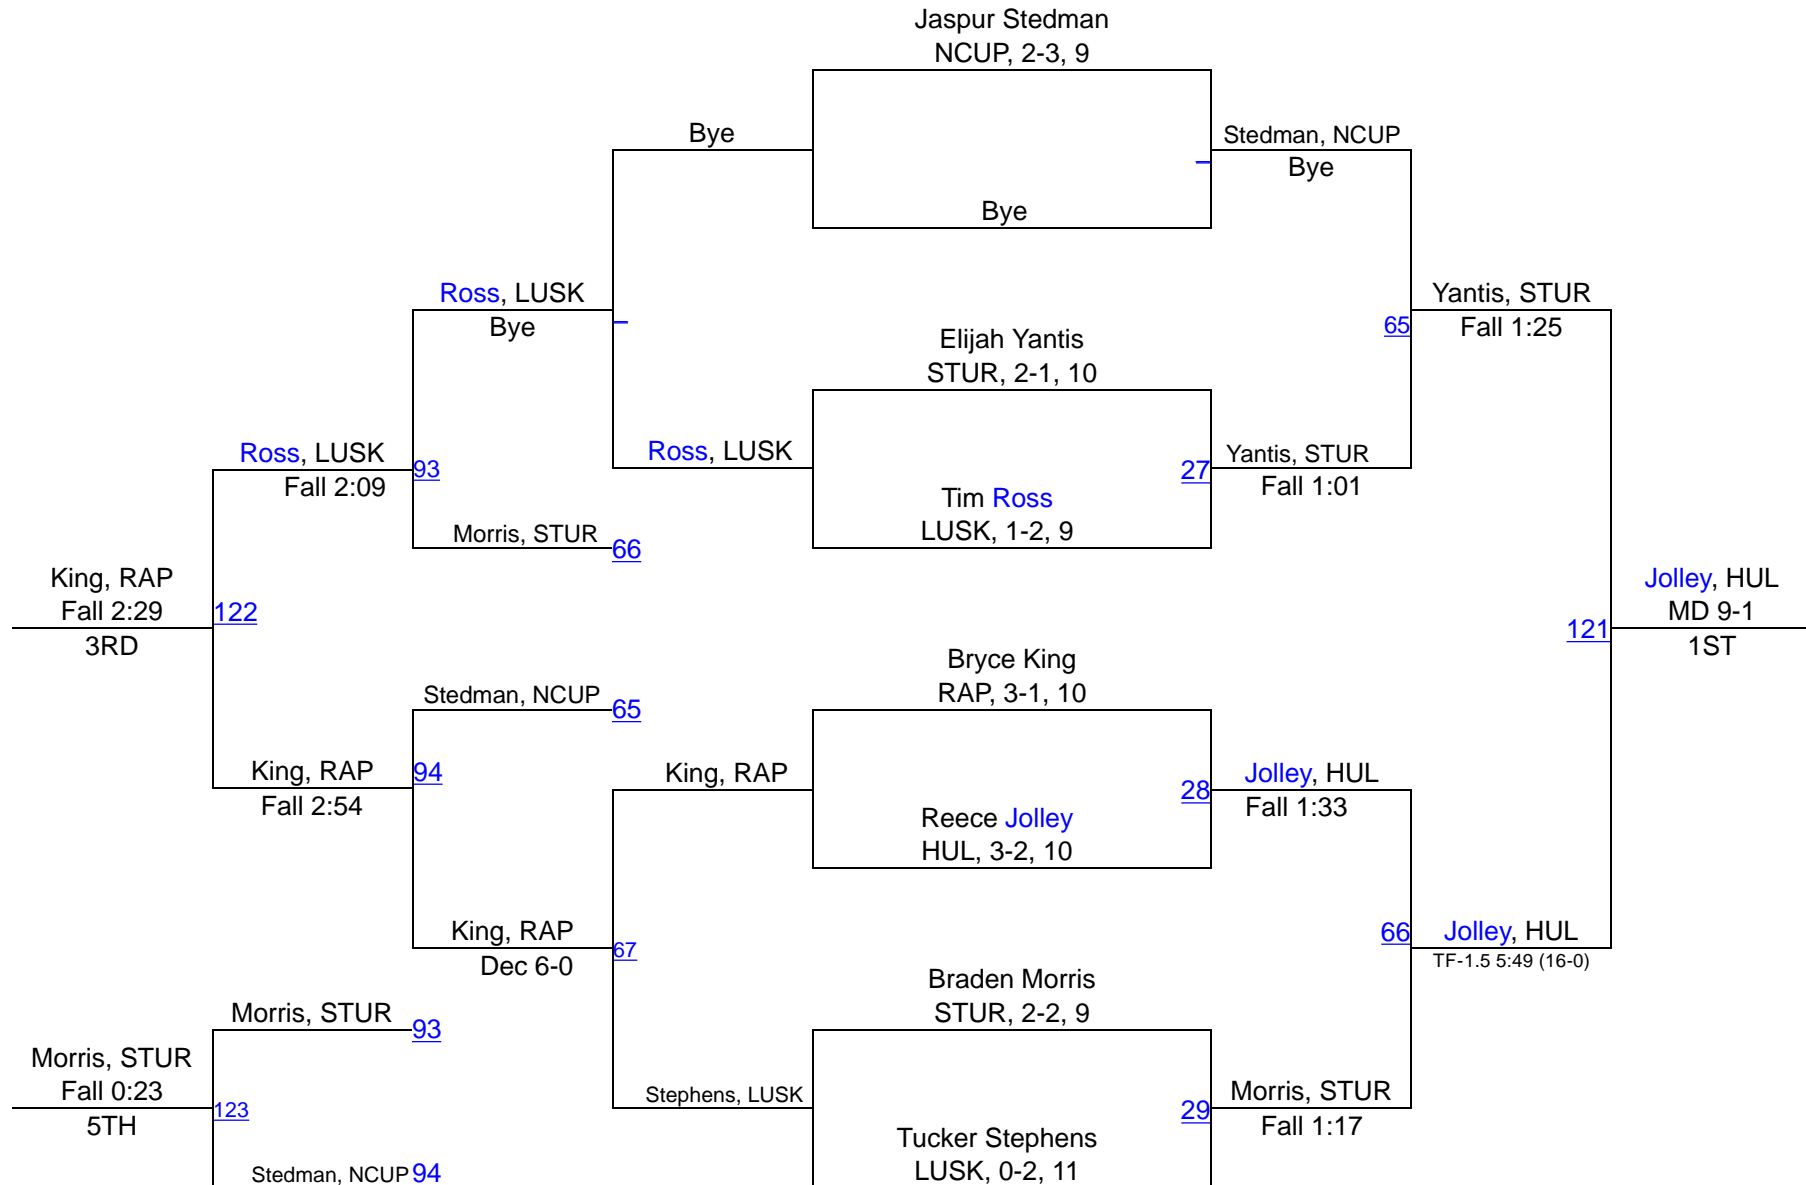 Jaspur Stedman
NCUP, 2-3, 9
Bye
Stedman, NCUP
Bye
Bye
Ross, LUSK
Bye
Yantis, STUR
65
Fall 1:25
Elijah Yantis
STUR, 2-1, 10
Ross, LUSK
93
Fall 2:09
Ross, LUSK
27
Yantis, STUR
Fall 1:01
Tim Ross
LUSK, 1-2, 9
Morris, STUR
66
King, RAP
Fall 2:29
122
3RD
Jolley, HUL
MD 9-1
121
1ST
Bryce King
RAP, 3-1, 10
Stedman, NCUP
65
King, RAP
94
Fall 2:54
King, RAP
28
Jolley, HUL
Fall 1:33
Reece Jolley
HUL, 3-2, 10
King, RAP
67
Dec 6-0
66
Jolley, HUL
TF-1.5 5:49 (16-0)
Braden Morris
STUR, 2-2, 9
Morris, STUR
93
Morris, STUR
Fall 0:23
123
5TH
Stephens, LUSK
29
Morris, STUR
Fall 1:17
Tucker Stephens
LUSK, 0-2, 11
Stedman, NCUP
94